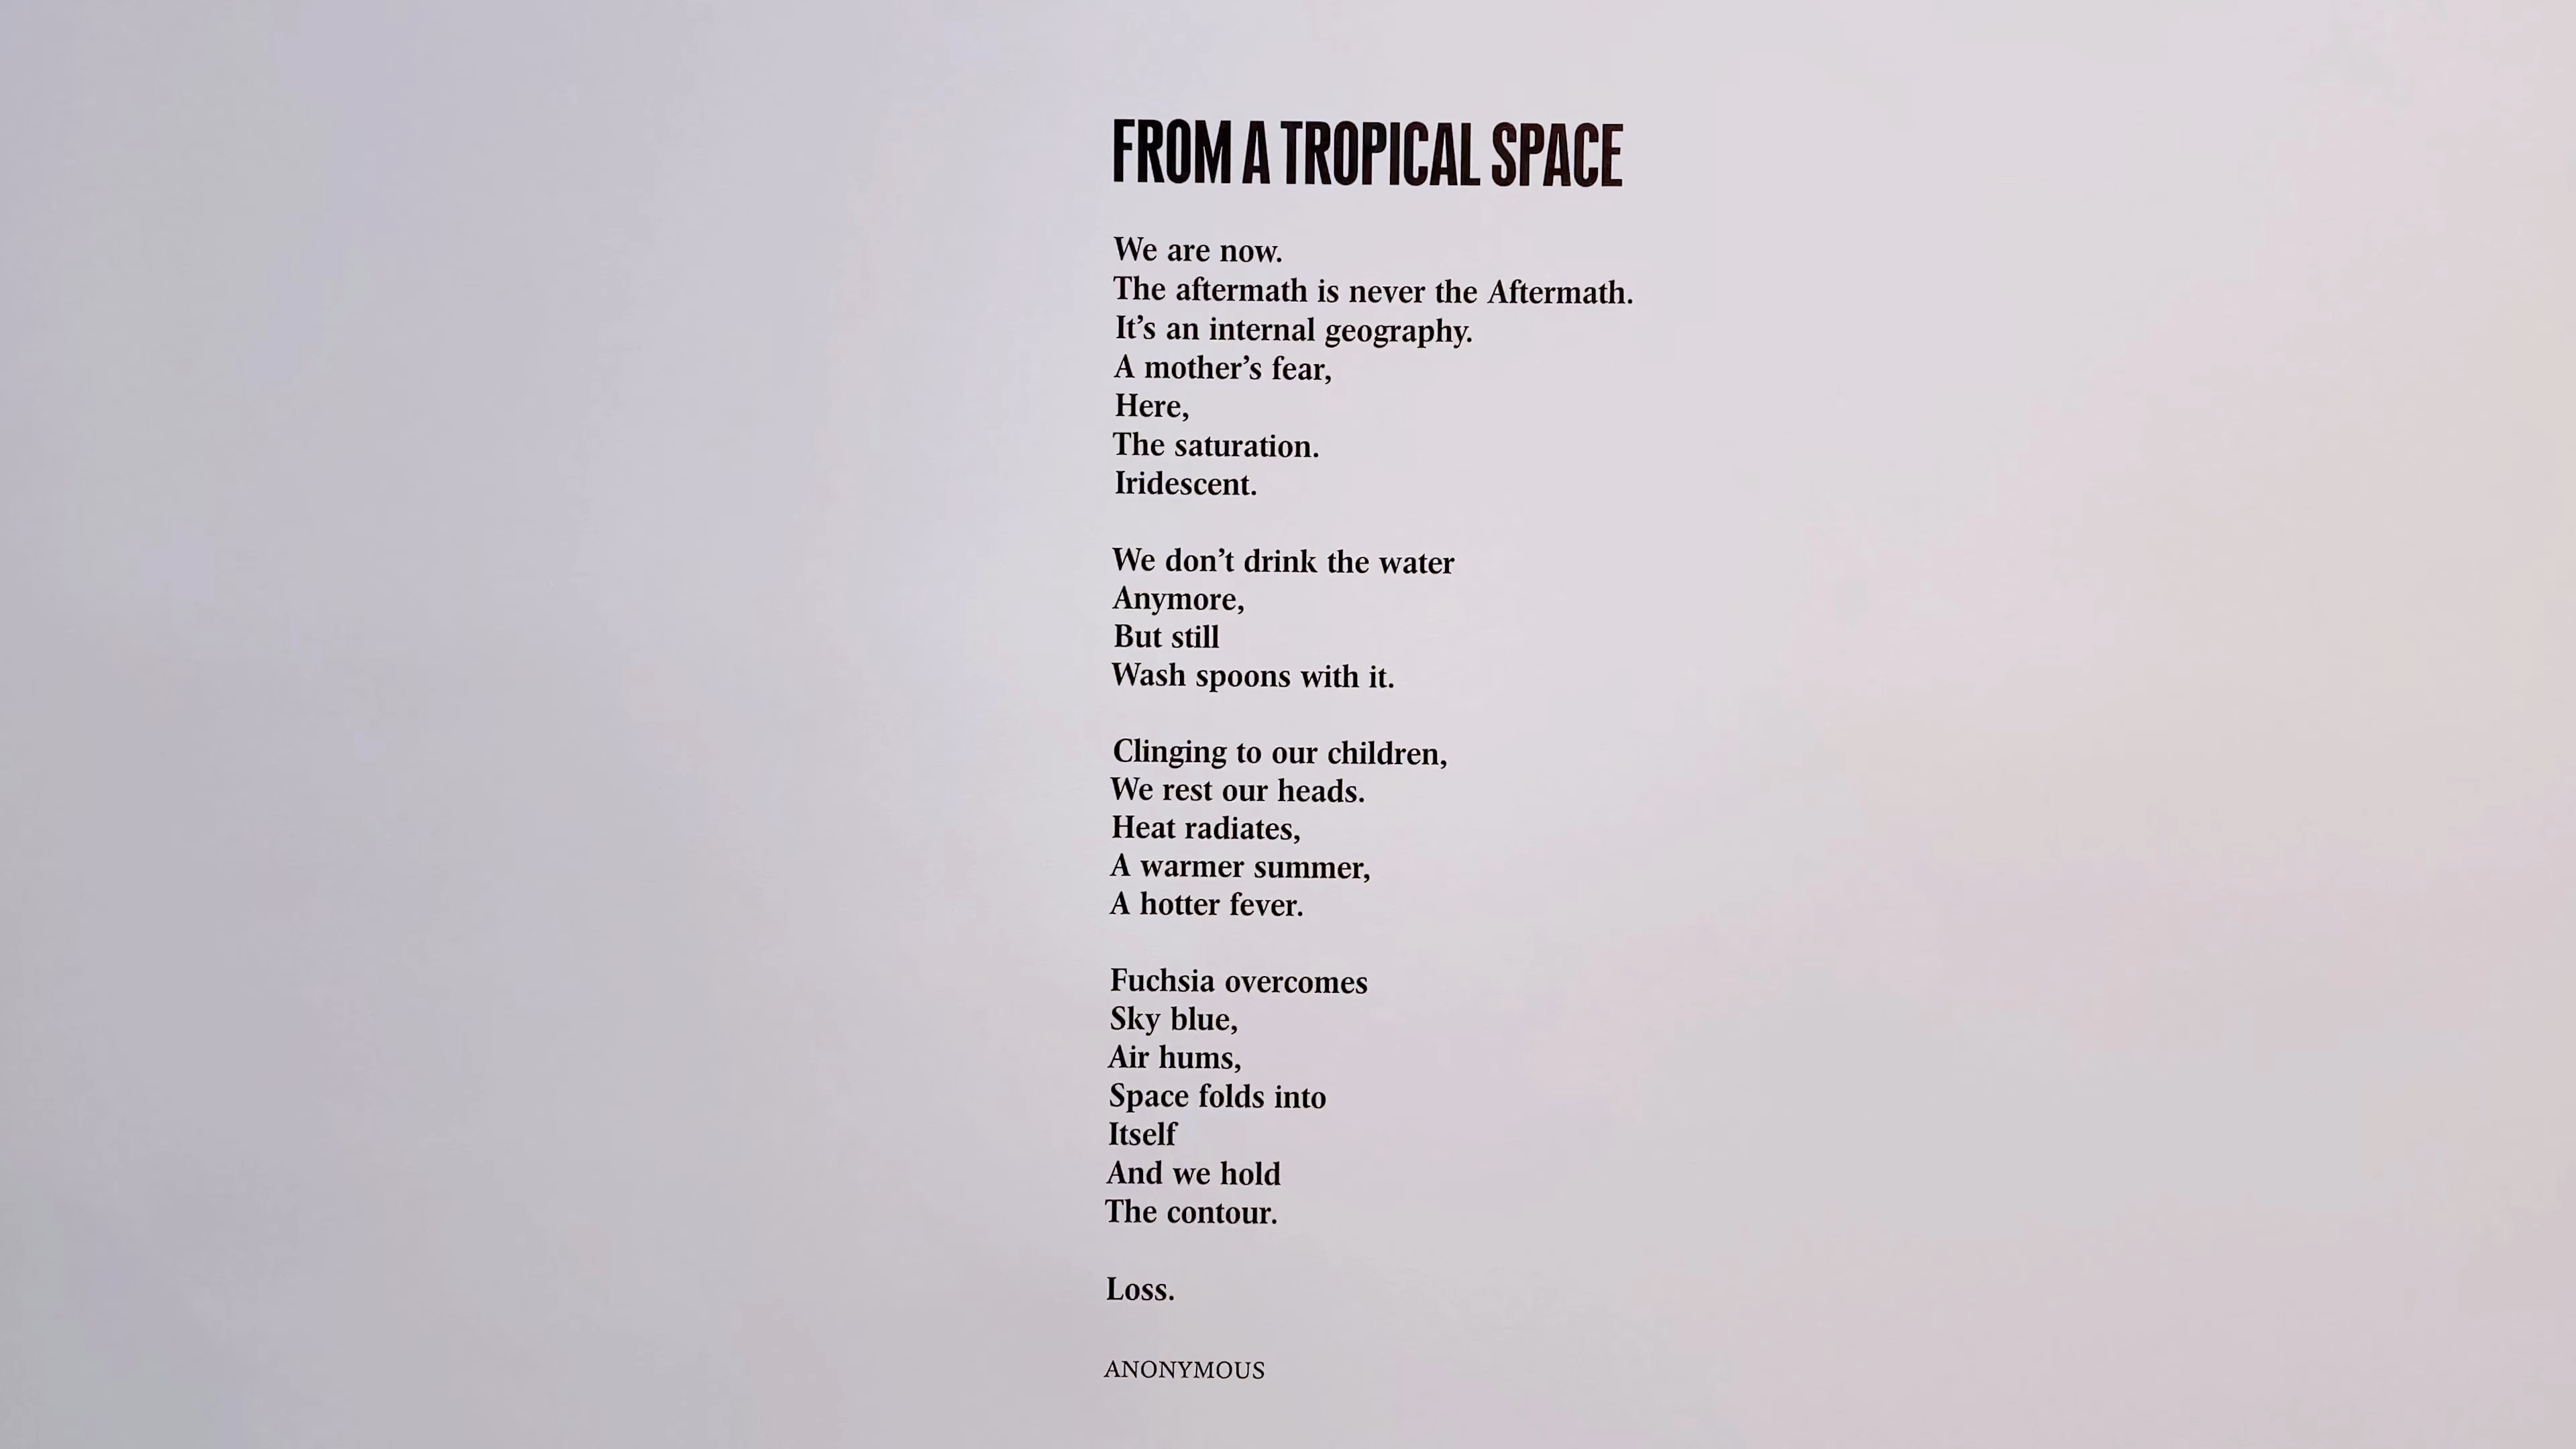 FROM A TROPICAL SPACE
We are now.
The aftermath is never the Aftermath.
It’s an internal geography.
A mother’s fear,
Here,
The saturation.
Iridescent.
We don’t drink the water
Anymore,
But still
Wash spoons with it.
Clinging to our children,
We rest our heads.
Heat radiates,
A warmer summer,
A hotter fever.
Fuchsia overcomes
Sky blue,
Air hums,
Space folds into
Itself
And we hold
The contour.
Loss.
ANONYMOUS